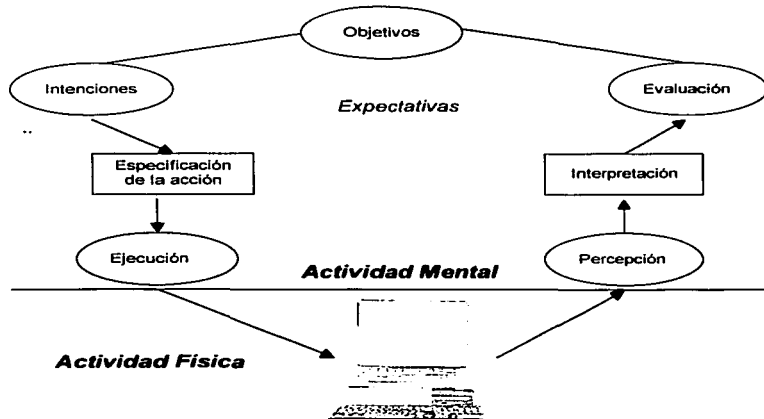 Objetivos
Intenciones
Evaluación
Expectativas
Especificación
de la acción
Interpretación
Ejecución
Percepción
Actividad Mental
Actividad Física